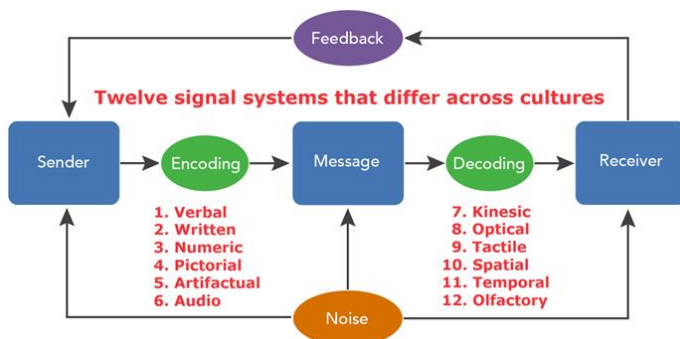 Feedback
Twelve signal systems that differ across cultures
Sender
Encoding
Message
Decoding
Receiver
1. Verbal
2. Written
3. Numeric
4. Pictorial
5. Artifactual
6. Audio
7. Kinesic
8. Optical
9. Tactile
10. Spatial
11. Temporal
12. Olfactory
Noise